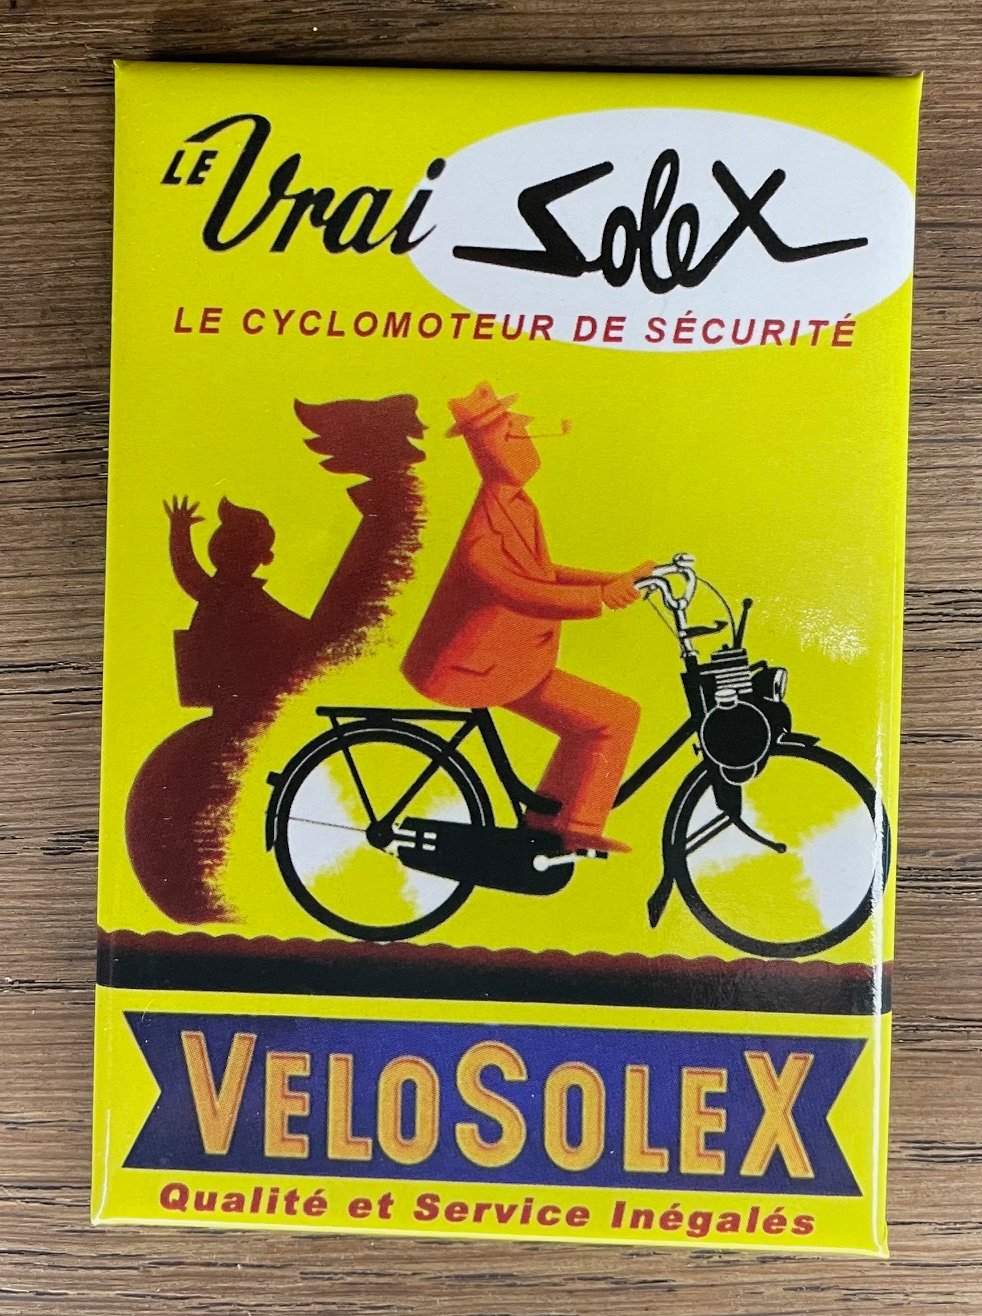 LE Vrai SoleX
LE CYCLOMOTEUR DE SÉCURITÉ
VELOSOLEX
Qualité et Service Inégalés